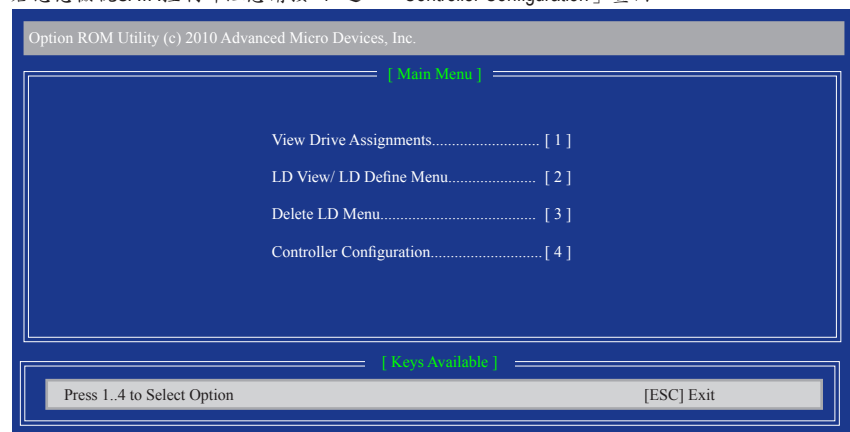 Option ROM Utility (c) 2010 Advanced Micro Devices, Inc.
[ Main Menu ]
View Drive Assignments........................... [ 1 ]
LD View/ LD Define Menu...................... [ 2 ]
Delete LD Menu....................................... [ 3 ]
Controller Configuration............................[ 4 ]
[ Keys Available ]
Press 1..4 to Select Option [ESC] Exit